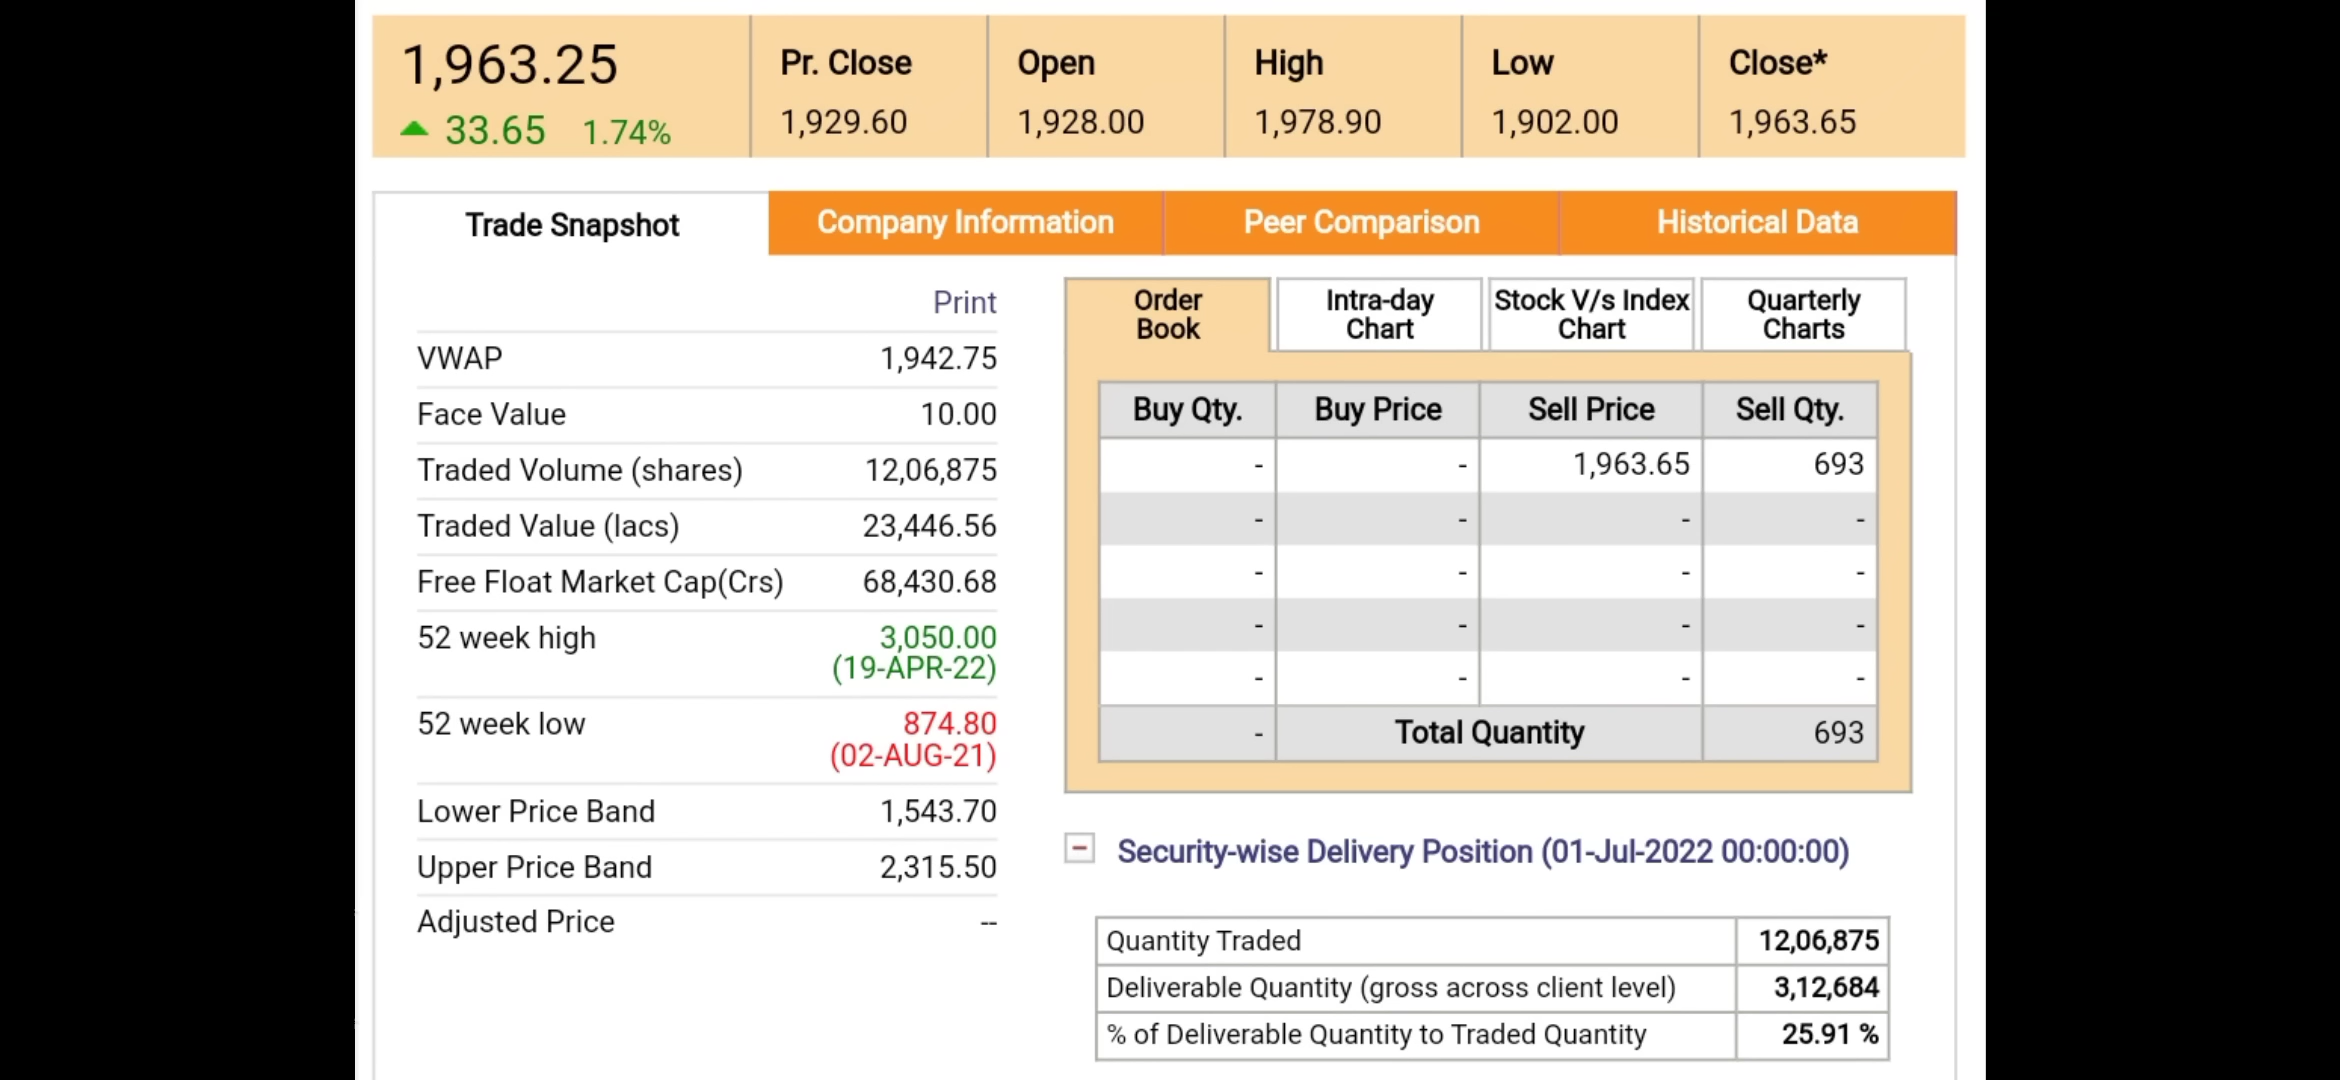 1,963.25
▲ 33.65 1.74%
Pr. Close
1,929.60
Open
1,928.00
High
1,978.90
Low
1,902.00
Close*
1,963.65
Trade Snapshot
Company Information
Peer Comparison
Historical Data
Print
VWAP 1,942.75
Face Value 10.00
Traded Volume (shares) 12,06,875
Traded Value (lacs) 23,446.56
Free Float Market Cap(Crs) 68,430.68
52 week high 3,050.00
(19-APR-22)
52 week low 874.80
(02-AUG-21)
Lower Price Band 1,543.70
Upper Price Band 2,315.50
Adjusted Price --
Order
Book
Intra-day
Chart
Stock V/s Index
Chart
Quarterly
Charts
Buy Qty. Buy Price Sell Price Sell Qty.
- - 1,963.65 693
- - - -
- - - -
- - - -
- - - -
- Total Quantity 693
Security-wise Delivery Position (01-Jul-2022 00:00:00)
Quantity Traded 12,06,875
Deliverable Quantity (gross across client level) 3,12,684
% of Deliverable Quantity to Traded Quantity 25.91 %